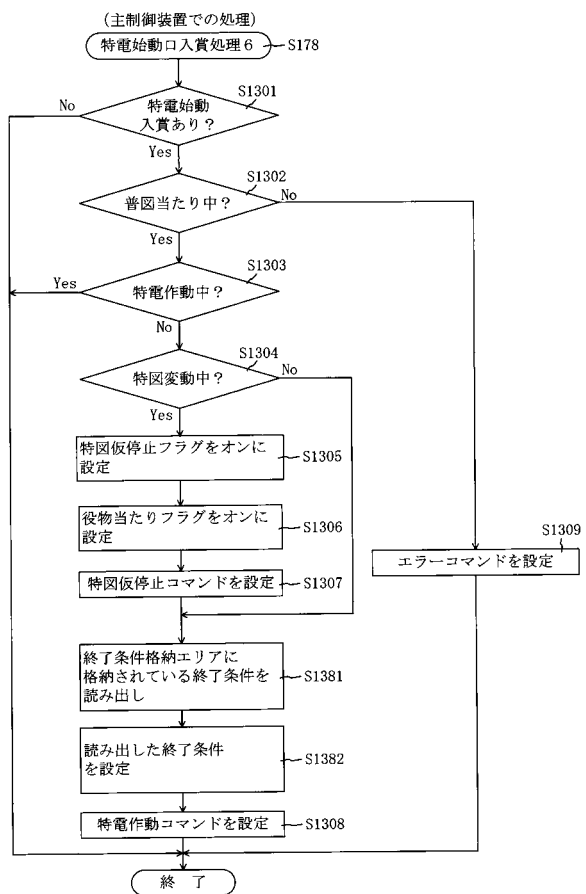 (主制御装置での処理)
特電始動口入賞処理6
S178
S1301
No
特電始動
入賞あり?
Yes
S1302
普図当たり中?
No
Yes
S1303
Yes
特電作動中?
No
S1304
特図変動中?
No
Yes
特図仮停止フラグをオンに
設定
S1305
役物当たりフラグをオンに
設定
S1306
S1309
エラーコマンドを設定
特図仮停止コマンドを設定
S1307
終了条件格納エリアに
格納されている終了条件を
読み出し
S1381
読み出した終了条件
を設定
S1382
特電作動コマンドを設定
S1308
終 了